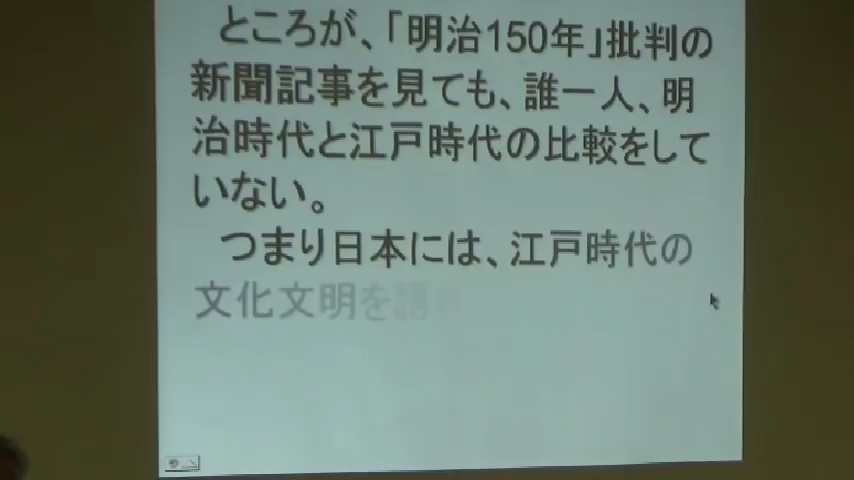 ところが、「明治150年」批判の
新聞記事を見ても、誰一人、明
治時代と江戸時代の比較をして
いない。
つまり日本には、江戸時代の
文化文明を語